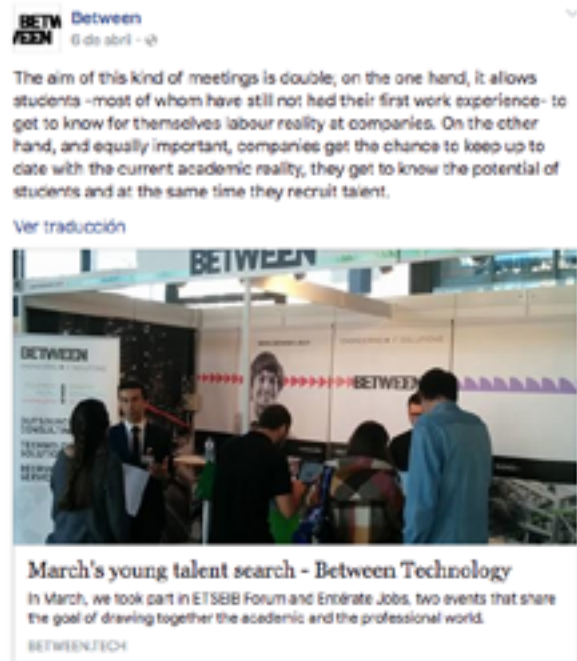 BETW
/EEN
Between
6 de abril
The aim of this kind of meetings is double, on the one hand, it allows
students -most of whom have still not had their first work experience- to
get to know for themselves labour reality at companies. On the other
hand, and equally important, companies get the chance to keep up to
date with the current academic reality, they get to know the potential of
students and at the same time they recruit talent.
Ver traducción
BETWEEN
BETWEEN
BETWEEN
March's young talent search - Between Technology
In March, we took part in ETSEIB Forum and Entérate Jobs, two events that share
the goal of drawing together the academic and the professional world.
BETWEEN.TECH